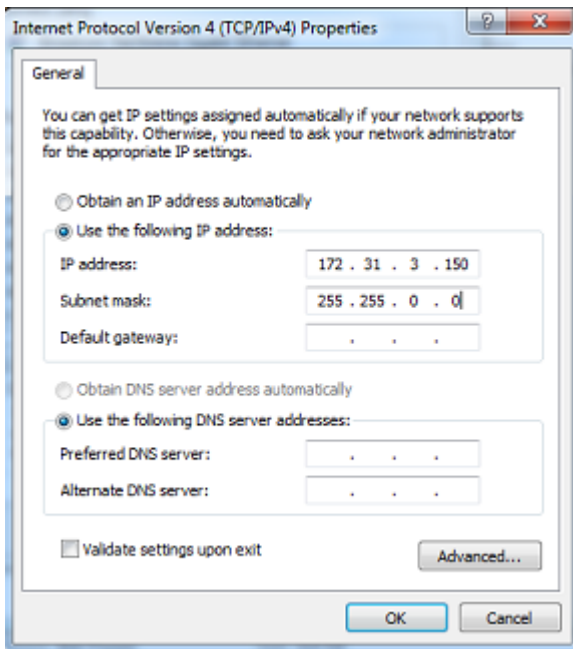 Internet Protocol Version 4 (TCP/IPv4) Properties
General
You can get IP settings assigned automatically if your network supports
this capability. Otherwise, you need to ask your network administrator
for the appropriate IP settings.
Obtain an IP address automatically
Use the following IP address:
IP address: 172 . 31 . 3 . 150
Subnet mask: 255 . 255 . 0 . 0
Default gateway: . . .
Obtain DNS server address automatically
Use the following DNS server addresses:
Preferred DNS server: . . .
Alternate DNS server: . . .
Validate settings upon exit
Advanced...
OK Cancel